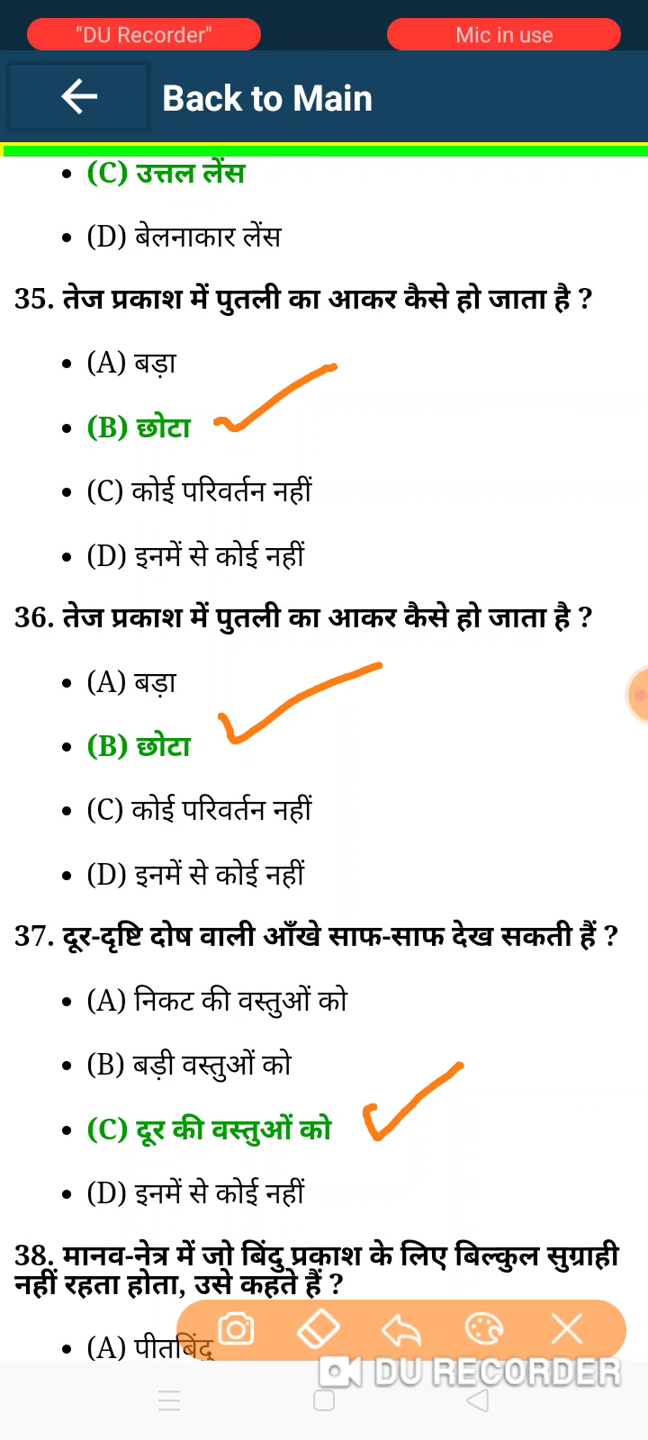 "DU Recorder" Mic in use
Back to Main
(C) उत्तल लेंस
(D) बेलनाकार लेंस
35. तेज प्रकाश में पुतली का आकर कैसे हो जाता है ?
(A) बड़ा
(B) छोटा
(C) कोई परिवर्तन नहीं
(D) इनमें से कोई नहीं
36. तेज प्रकाश में पुतली का आकर कैसे हो जाता है ?
(A) बड़ा
(B) छोटा
(C) कोई परिवर्तन नहीं
(D) इनमें से कोई नहीं
37. दूर-दृष्टि दोष वाली आँखे साफ-साफ देख सकती हैं ?
(A) निकट की वस्तुओं को
(B) बड़ी वस्तुओं को
(C) दूर की वस्तुओं को
(D) इनमें से कोई नहीं
38. मानव-नेत्र में जो बिंदु प्रकाश के लिए बिल्कुल सुग्राही
नहीं रहता होता, उसे कहते हैं ?
(A) पीतबिंदु
DU RECORDER